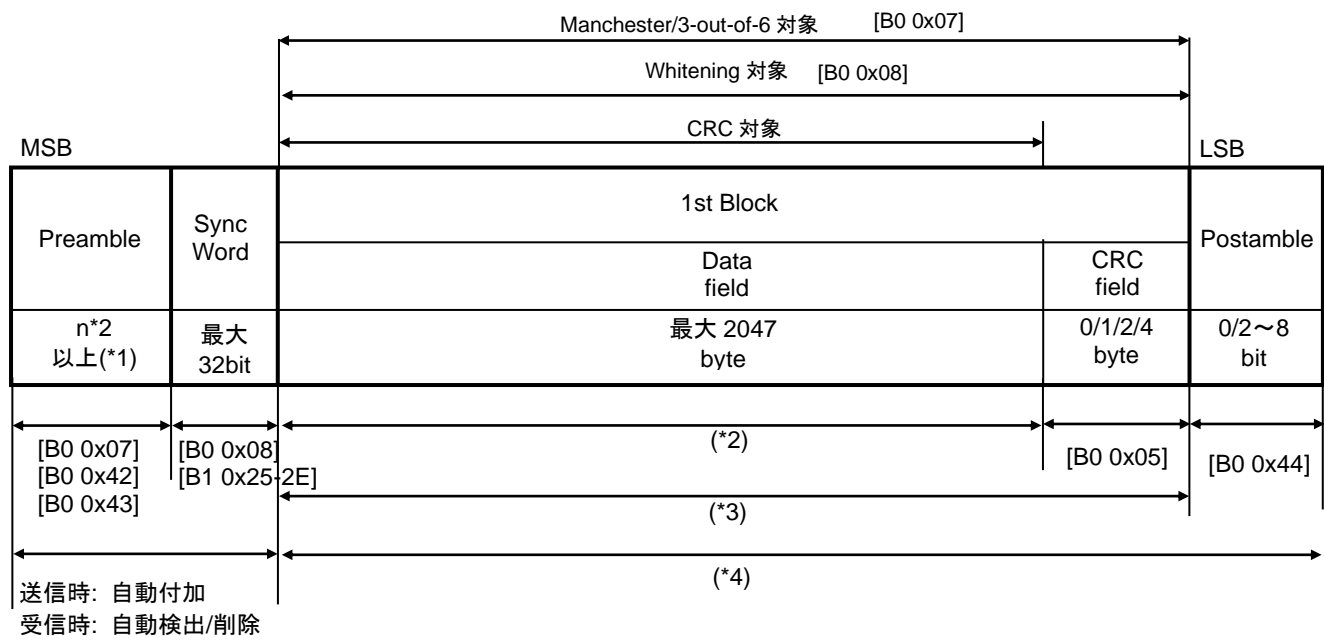 Manchester/3-out-of-6 対象 [B0 0x07]
Whitening 対象 [B0 0x08]
CRC 対象
MSB
LSB
Preamble
Sync
Word
1st Block
Data
field
CRC
field
Postamble
n*2
以上(*1)
最大
32bit
最大 2047
byte
0/1/2/4
byte
0/2～8
bit
[B0 0x07]
[B0 0x42]
[B0 0x43]
[B0 0x08]
[B1 0x25-2E]
(*2)
[B0 0x05]
[B0 0x44]
(*3)
(*4)
送信時: 自動付加
受信時: 自動検出/削除